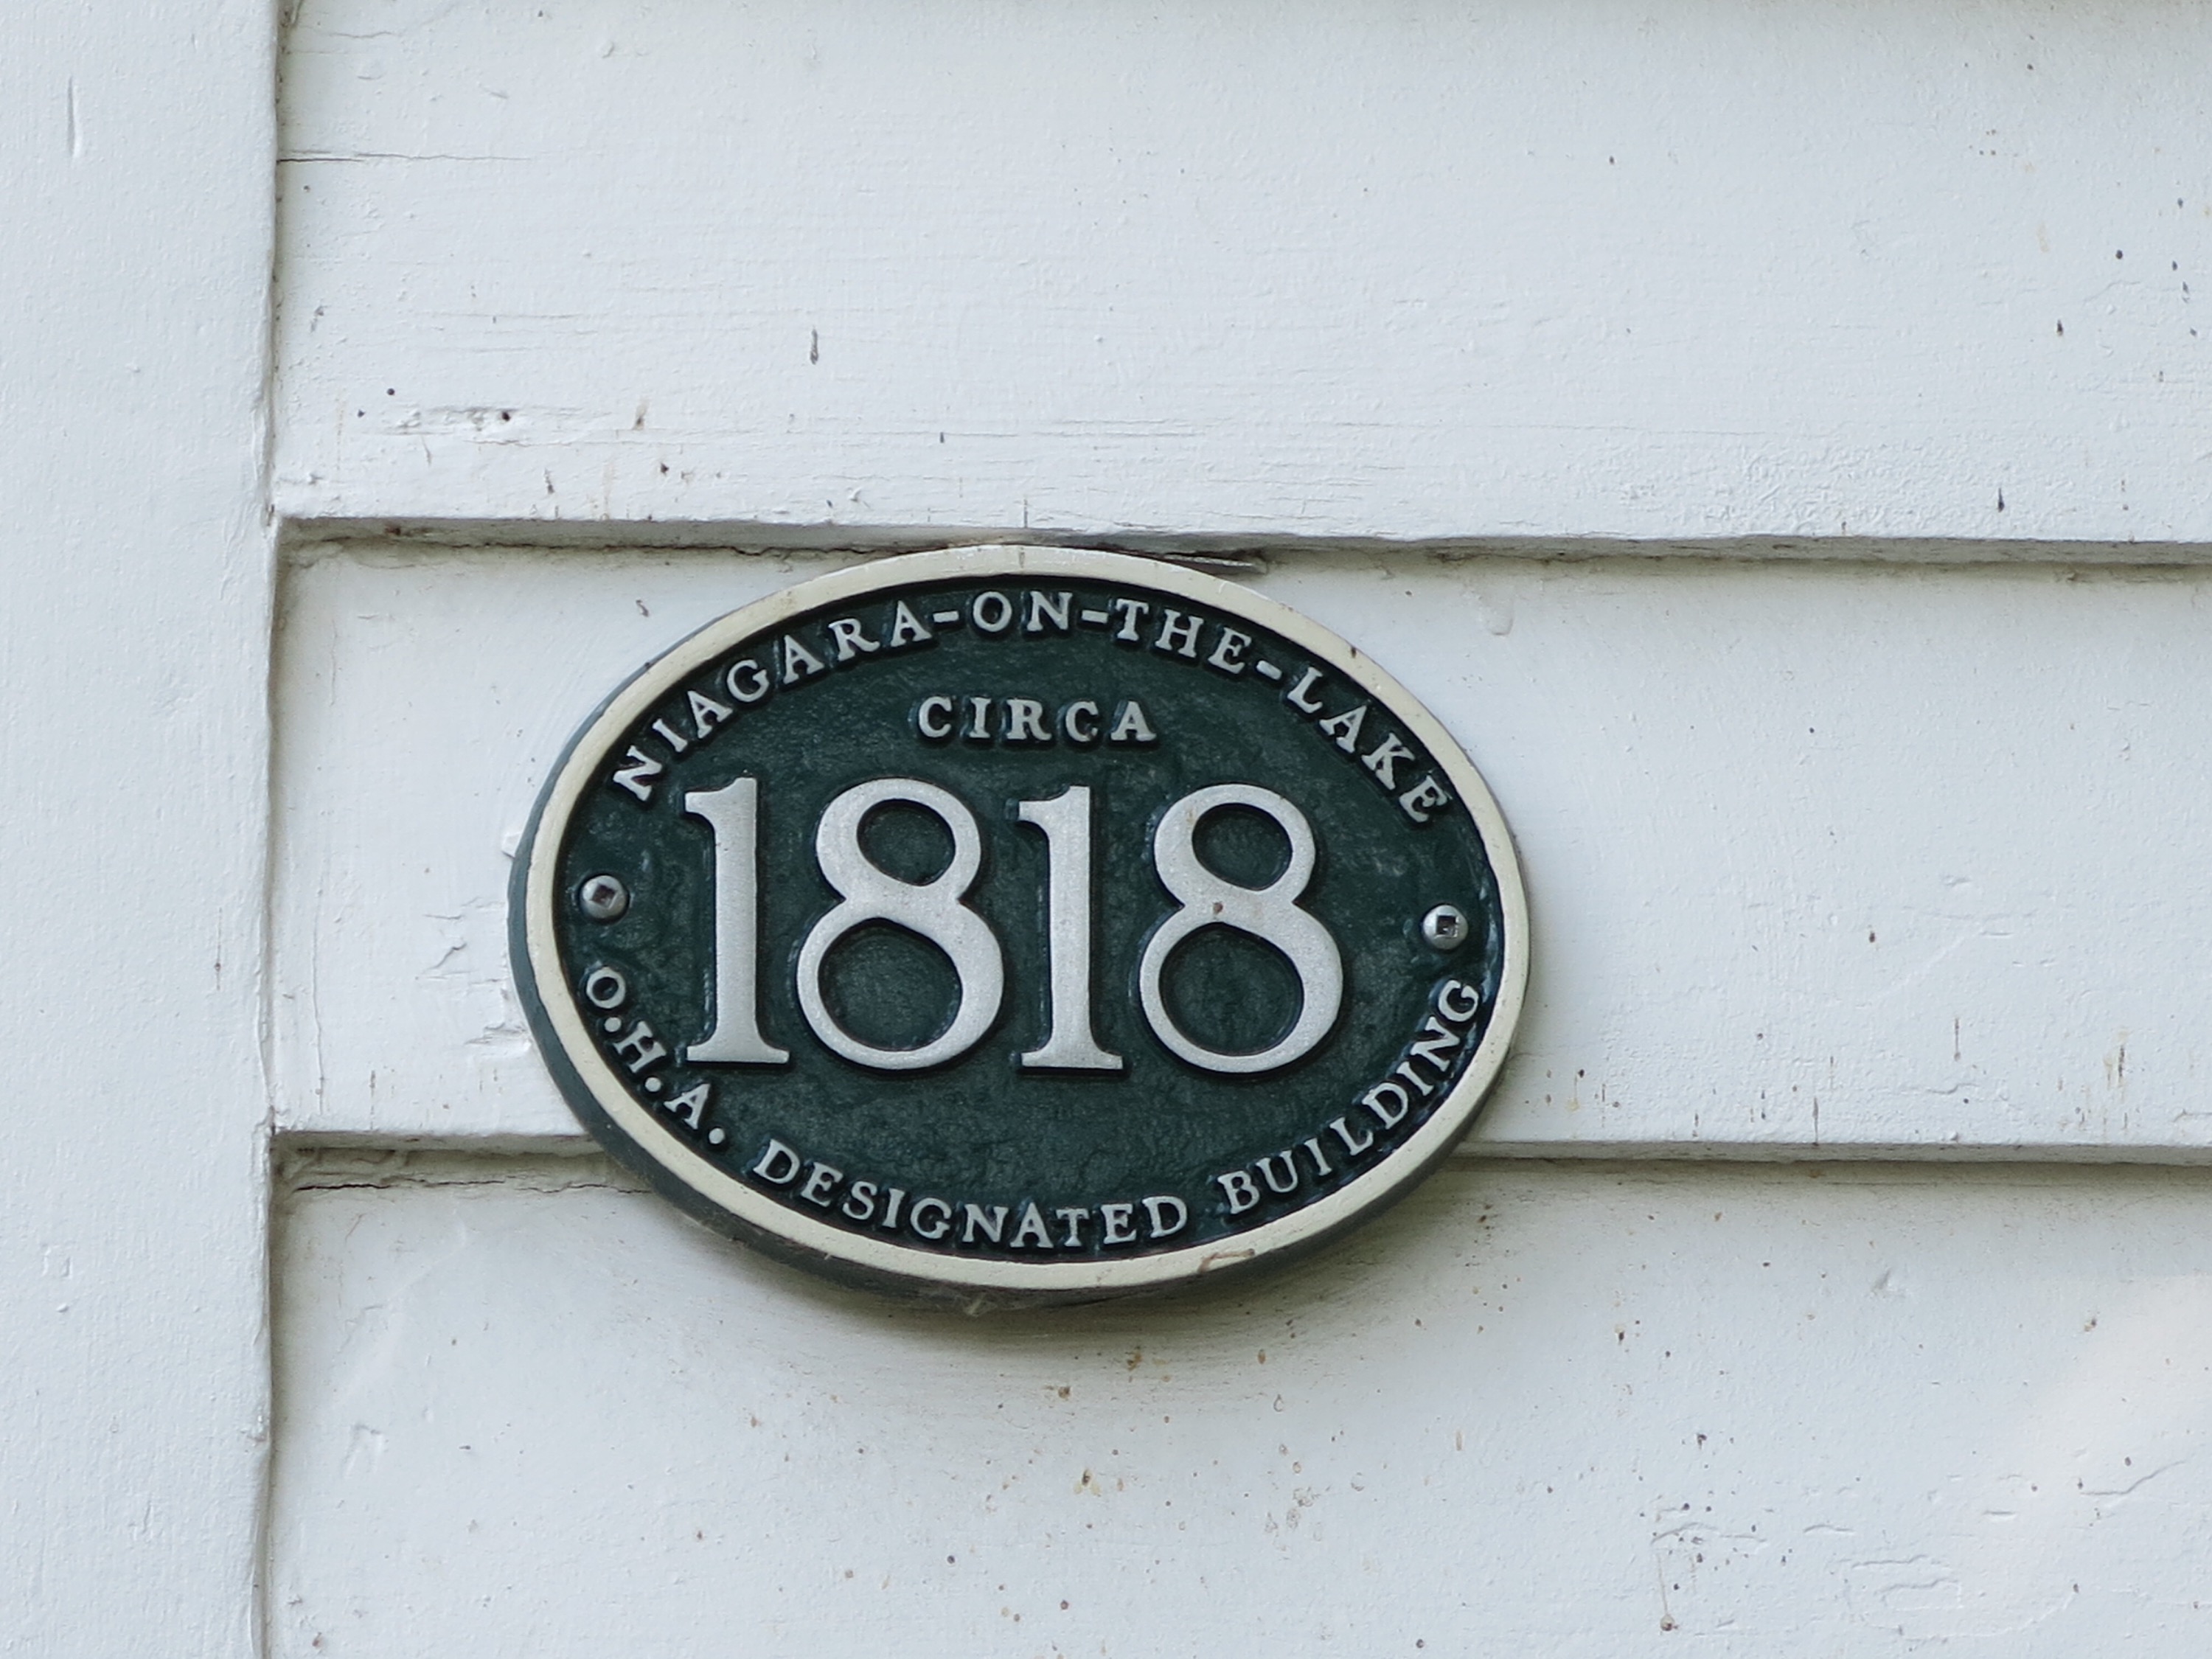 NIAGARA-ON-THE-LAKE
CIRCA
1818
O.H.A. DESIGNATED BUILDING